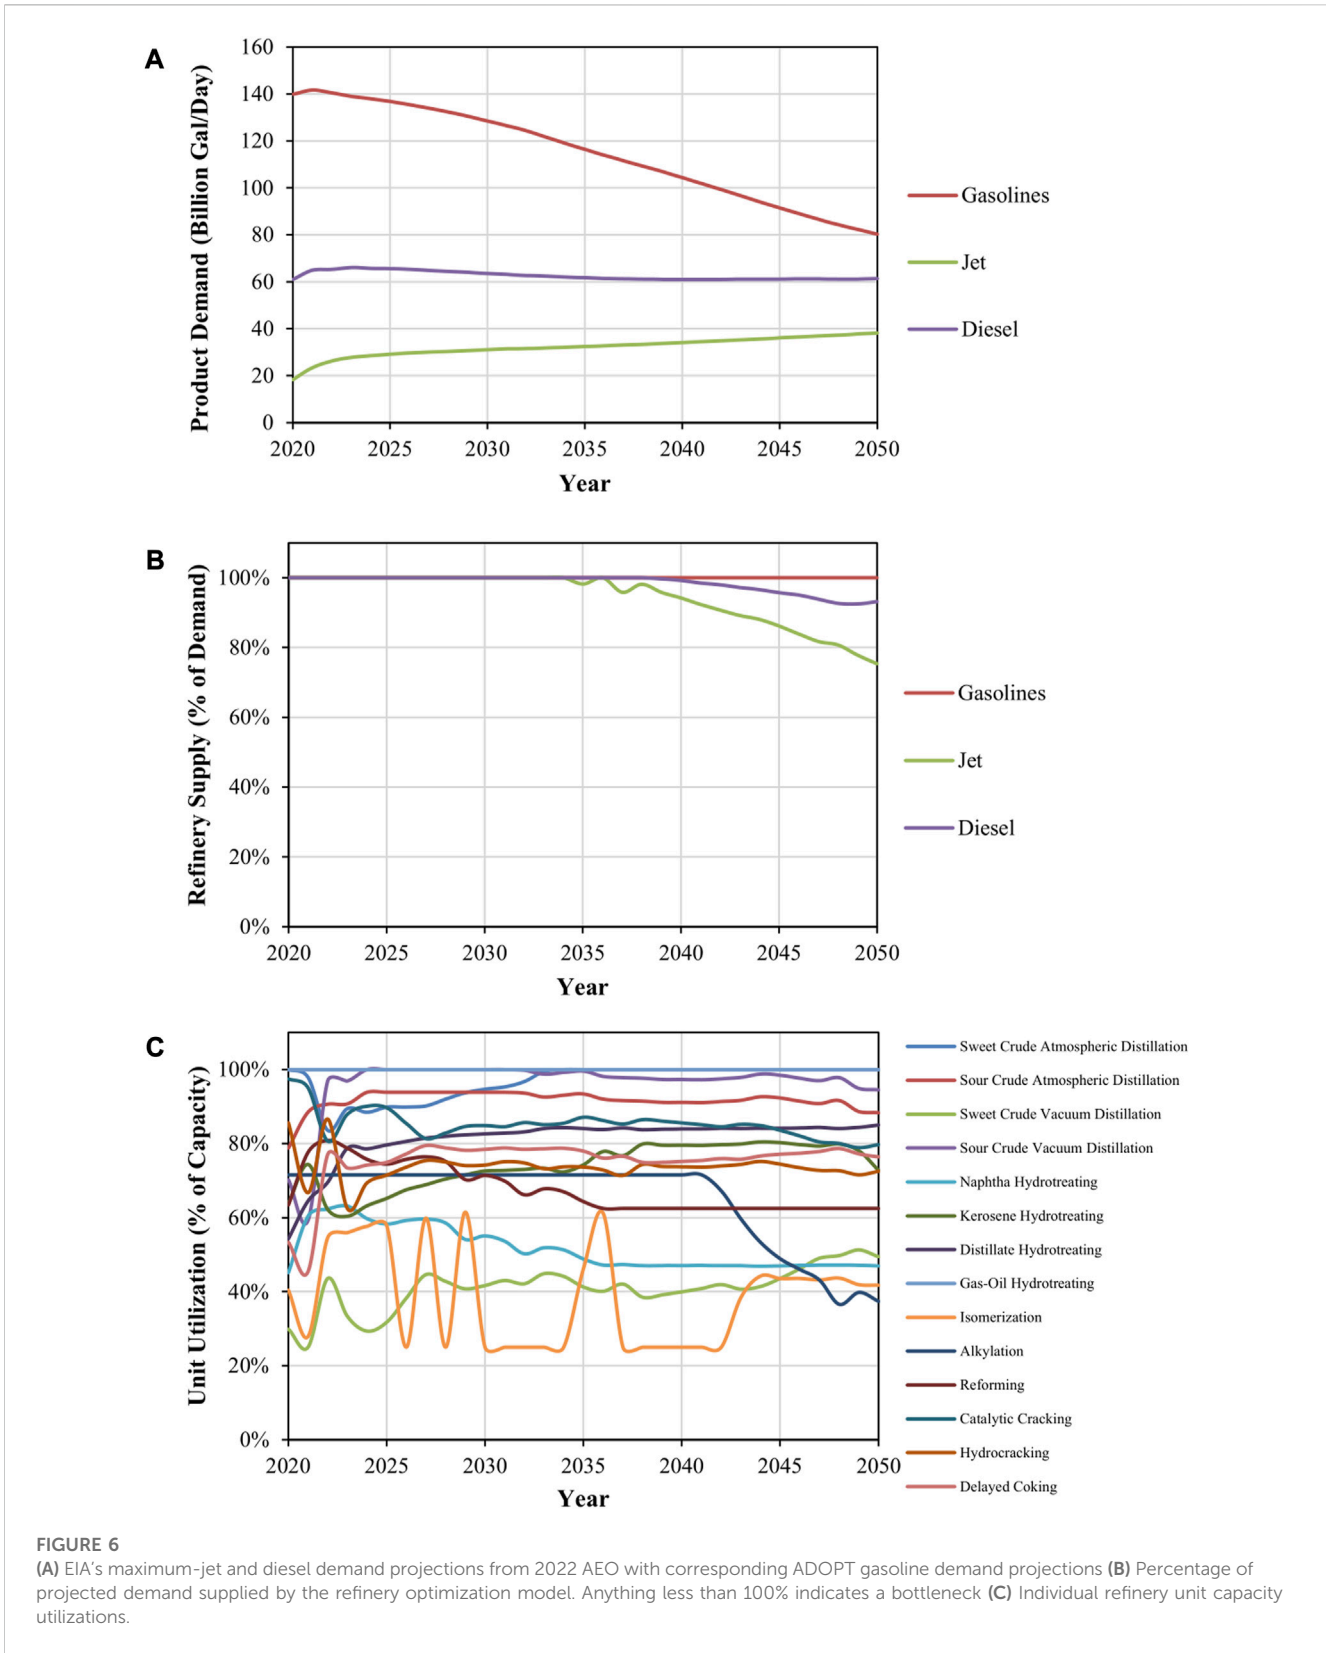 A
Product Demand (Billion Gal/Day)
160
140
120
100
80
60
40
20
0
2020 2025 2030 2035 2040 2045 2050
Year
Gasolines
Jet
Diesel
B
Refinery Supply (% of Demand)
100%
80%
60%
40%
20%
0%
2020 2025 2030 2035 2040 2045 2050
Year
Gasolines
Jet
Diesel
C
Unit Utilization (% of Capacity)
100%
80%
60%
40%
20%
0%
2020 2025 2030 2035 2040 2045 2050
Year
Sweet Crude Atmospheric Distillation
Sour Crude Atmospheric Distillation
Sweet Crude Vacuum Distillation
Sour Crude Vacuum Distillation
Naphtha Hydrotreating
Kerosene Hydrotreating
Distillate Hydrotreating
Gas-Oil Hydrotreating
Isomerization
Alkylation
Reforming
Catalytic Cracking
Hydrocracking
Delayed Coking
FIGURE 6
(A) EIA's maximum-jet and diesel demand projections from 2022 AEO with corresponding ADOPT gasoline demand projections (B) Percentage of
projected demand supplied by the refinery optimization model. Anything less than 100% indicates a bottleneck (C) Individual refinery unit capacity
utilizations.